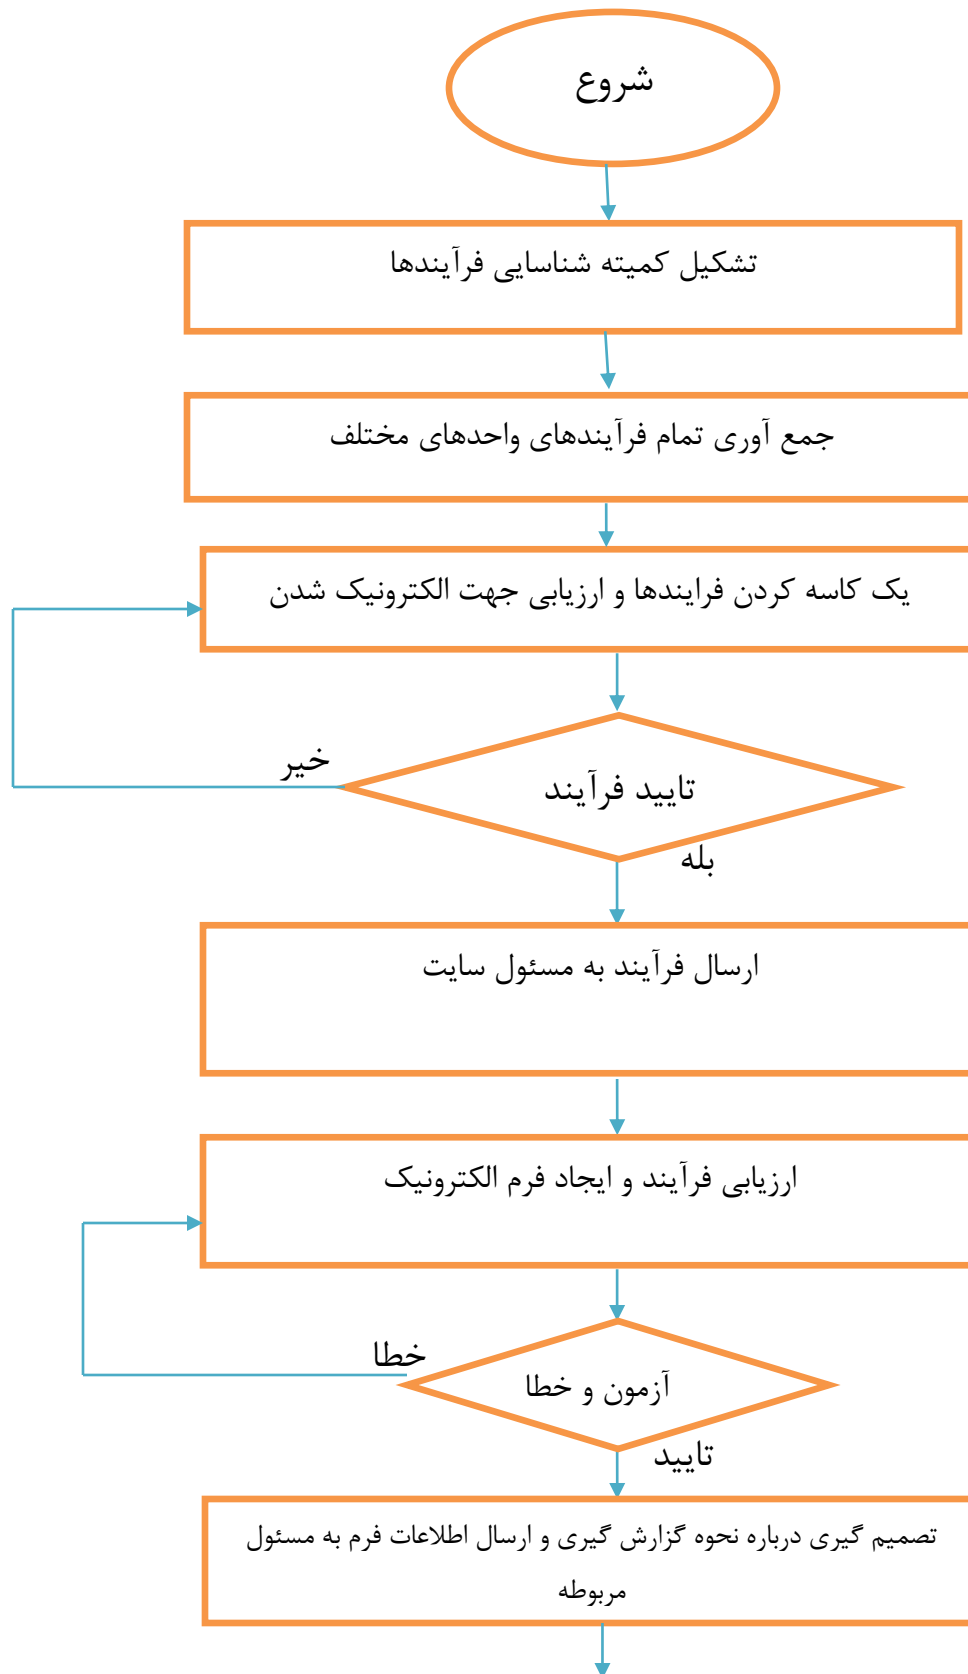 شروع
تشکیل کمیته شناسایی فرآیندها
جمع آوری تمام فرآیندهای واحدهای مختلف
یک کاسه کردن فرایندها و ارزیابی جهت الکترونیک شدن
خیر
تایید فرآیند
بله
ارسال فرآیند به مسئول سایت
ارزیابی فرآیند و ایجاد فرم الکترونیک
خطا
آزمون و خطا
تایید
تصمیم گیری درباره نحوه گزارش گیری و ارسال اطلاعات فرم به مسئول
مربوطه